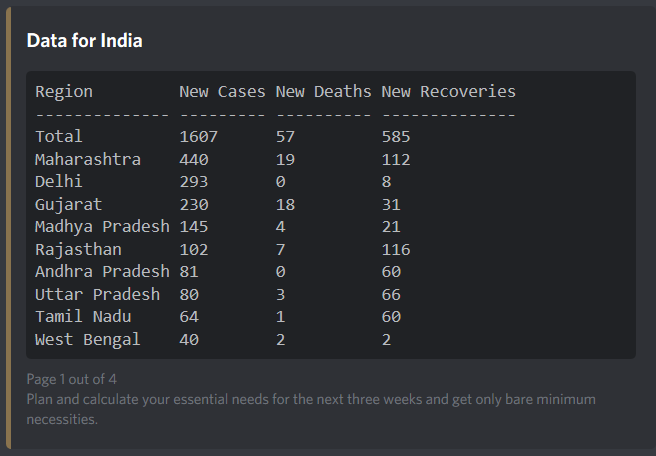 Data for India
Region New Cases New Deaths New Recoveries
-------------- --------- ---------- --------------
Total 1607 57 585
Maharashtra 440 19 112
Delhi 293 0 8
Gujarat 230 18 31
Madhya Pradesh 145 4 21
Rajasthan 102 7 116
Andhra Pradesh 81 0 60
Uttar Pradesh 80 3 66
Tamil Nadu 64 1 60
West Bengal 40 2 2
Page 1 out of 4
Plan and calculate your essential needs for the next three weeks and get only bare minimum
necessities.